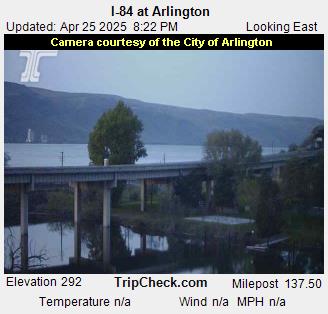 I-84 at Arlington
Updated: Apr 25 2025 8:22 PM Looking East
Camera courtesy of the City of Arlington
Elevation 292 TripCheck.com Milepost 137.50
Temperature n/a Wind n/a MPH n/a